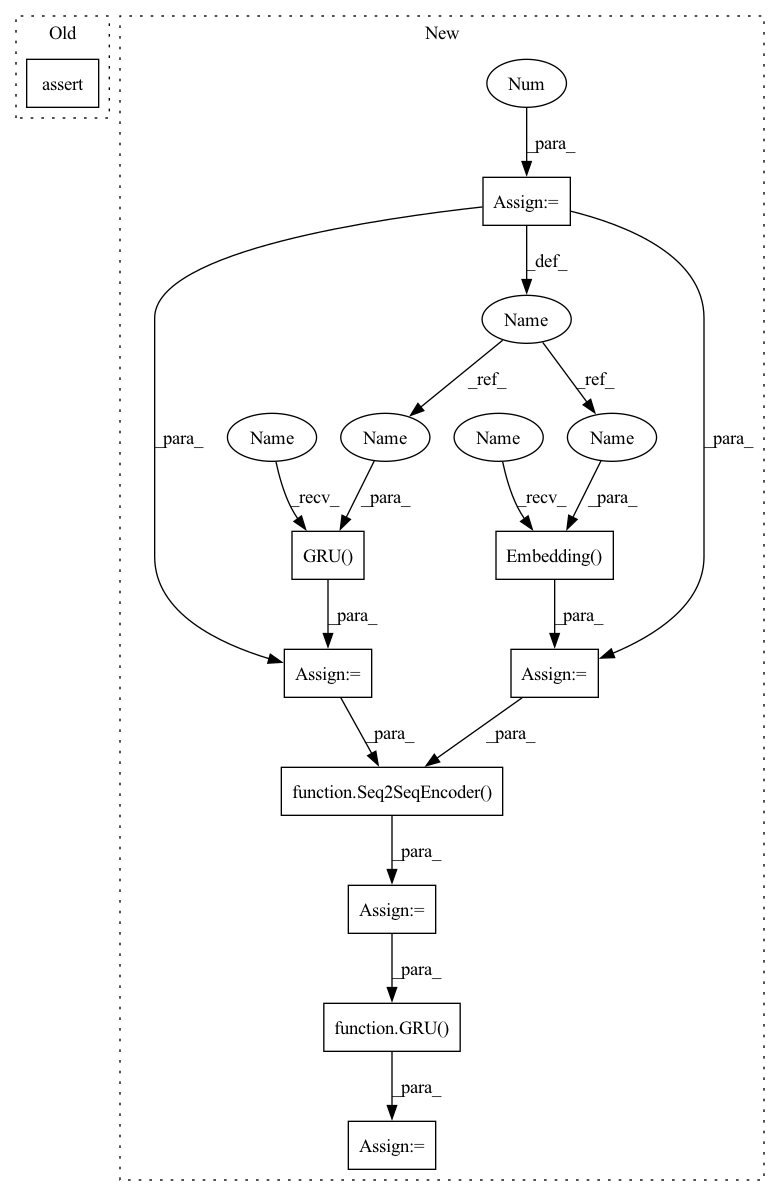 Old
New
assert
Num
_para_
Assign:=
_def_
Name
_ref_
_ref_
_para_
Name
Name
Name
Name
_para_
_recv_
_para_
_recv_
_para_
GRU()
Embedding()
_para_
_para_
Assign:=
Assign:=
_para_
_para_
function.Seq2SeqEncoder()
_para_
Assign:=
_para_
function.GRU()
_para_
Assign:=